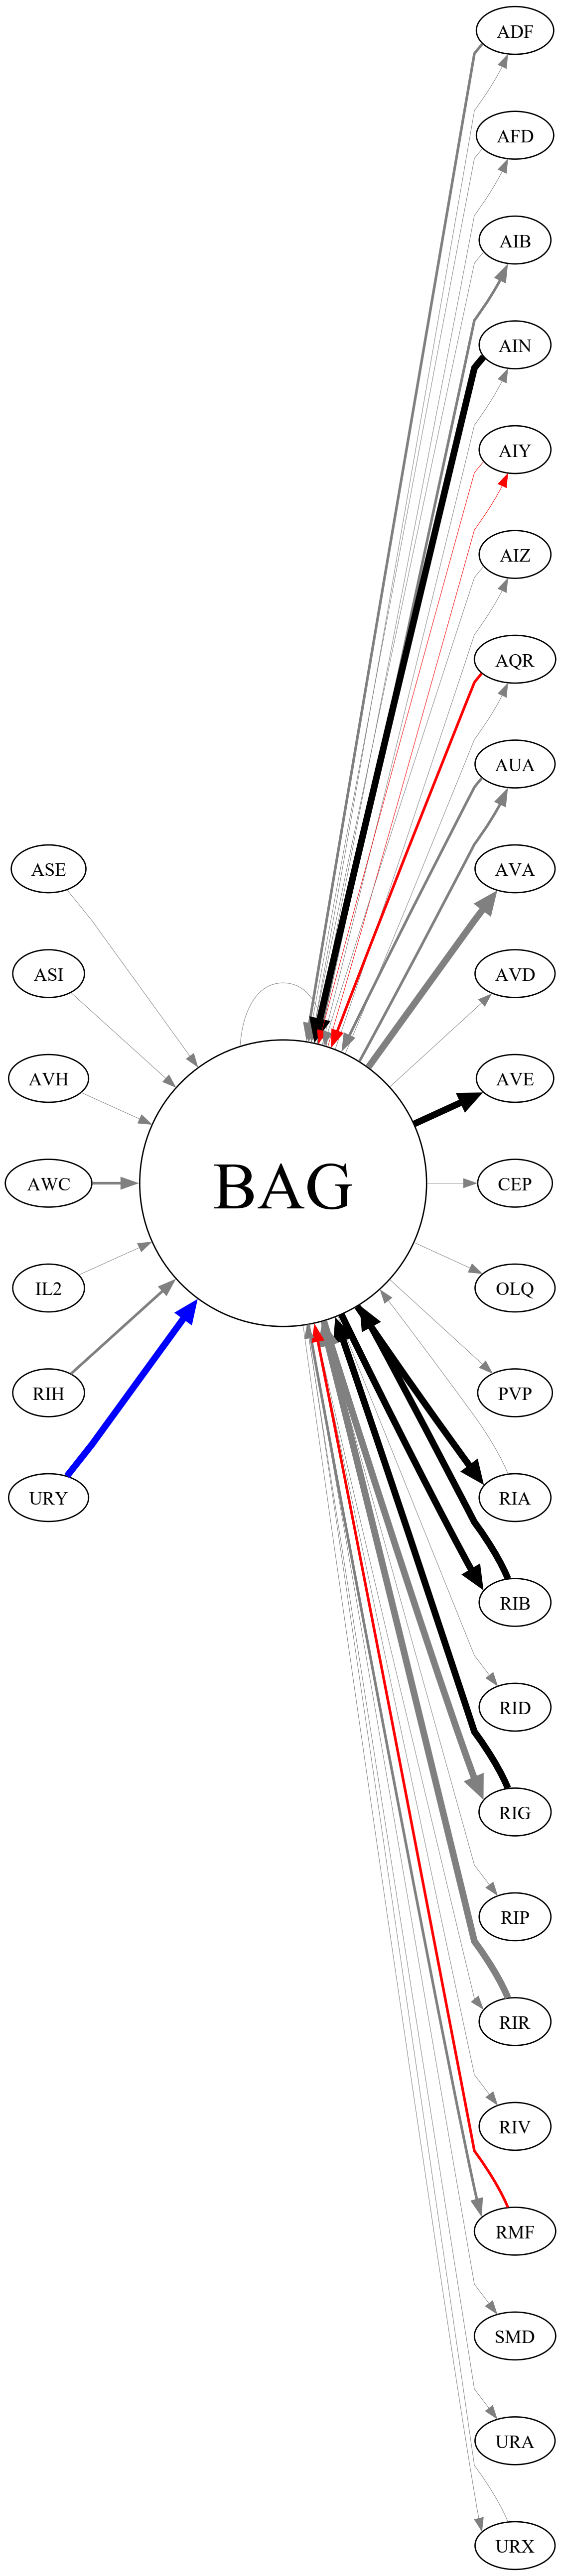 ADF
AFD
AIB
AIN
AIY
AIZ
AQR
AUA
ASE
AVA
ASI
AVD
AVH
AVE
AWC
BAG
CEP
IL2
OLQ
RIH
PVP
URY
RIA
RIB
RID
RIG
RIP
RIR
RIV
RMF
SMD
URA
URX